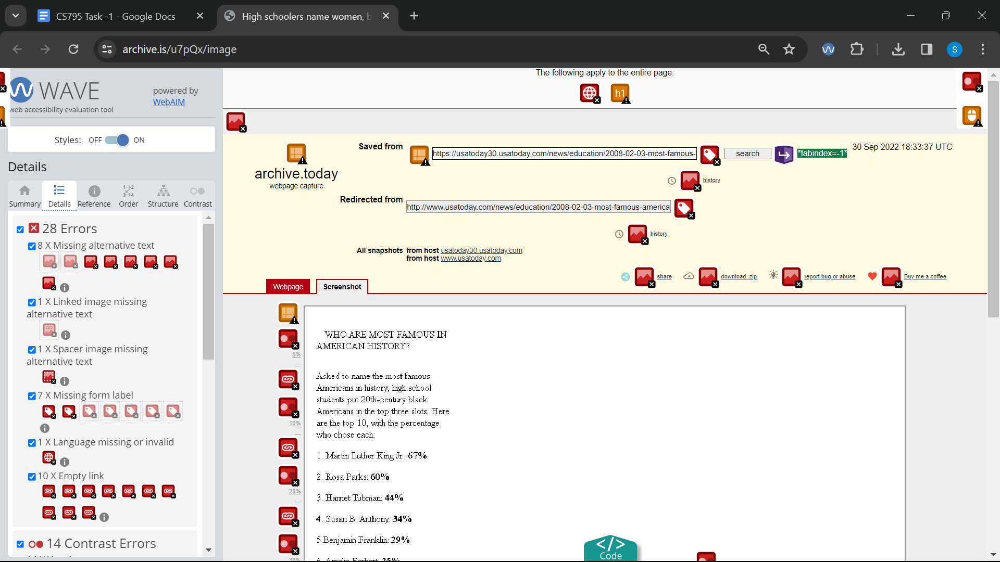 CS795 Task -1 - Google Docs
High schoolers name women, b
archive.is/u7pQx/image
S
WAVE
web accessibility evaluation tool
powered by
WebAIM
Styles: OFF ON
Details
Summary Details Reference Order Structure Contrast
28 Errors
8 X Missing alternative text
1 X Linked image missing
alternative text
1 X Spacer image missing
alternative text
7 X Missing form label
1 X Language missing or invalid
10 X Empty link
14 Contrast Errors
The following apply to the entire page:
h1
archive.today
webpage capture
Saved from https://usatoday30.usatoday.com/news/education/2008-02-03-most-famous- search *tabindex=-1* 30 Sep 2022 18:33:37 UTC
history
Redirected from http://www.usatoday.com/news/education/2008-02-03-most-famous-america
history
All snapshots from host usatoday30.usatoday.com
from host www.usatoday.com
share download .zip report bug or abuse Buy me a coffee
Webpage Screenshot
0%
10%
20%
30%
WHO ARE MOST FAMOUS IN
AMERICAN HISTORY?
Asked to name the most famous
Americans in history, high school
students put 20th-century black
Americans in the top three slots. Here
are the top 10, with the percentage
who chose each:
1. Martin Luther King Jr.: 67%
2. Rosa Parks: 60%
3. Harriet Tubman: 44%
4. Susan B. Anthony: 34%
5.Benjamin Franklin: 29%
6. Amelia Earhart: 25%
</> Code